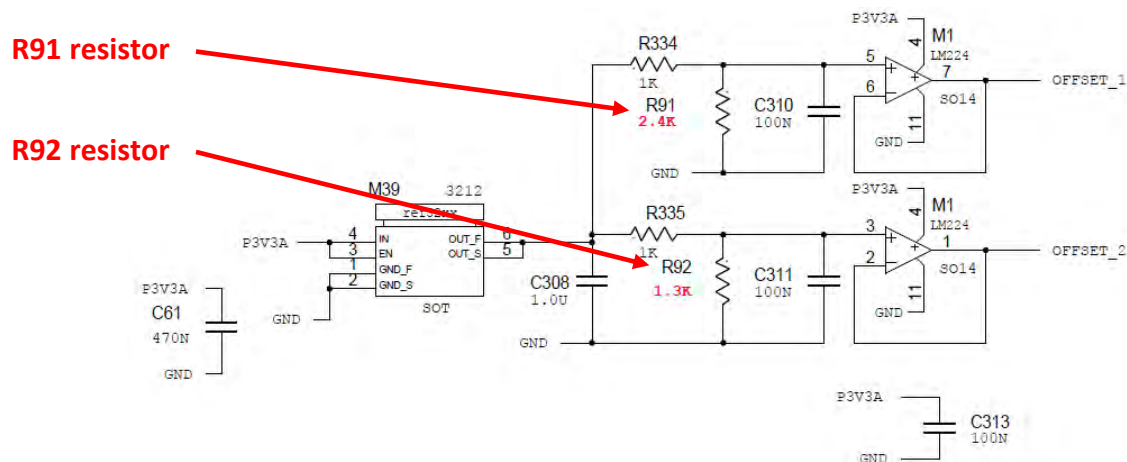 R91 resistor
R92 resistor
P3V3A
4
M1
LM224
R334
1K
5
+
7
OFFSET_1
6
−
+
SO14
R91
2.4K
C310
100N
11
GND
GND
M39
3212
P3V3A
4
IN
OUT_F
6
3
EN
OUT_S
5
1
GND_F
2
GND_S
SOT
GND
P3V3A
C61
470N
GND
C308
1.0U
GND
P3V3A
4
M1
LM224
R335
1K
3
+
1
OFFSET_2
2
−
+
SO14
R92
1.3K
C311
100N
11
GND
P3V3A
C313
100N
GND